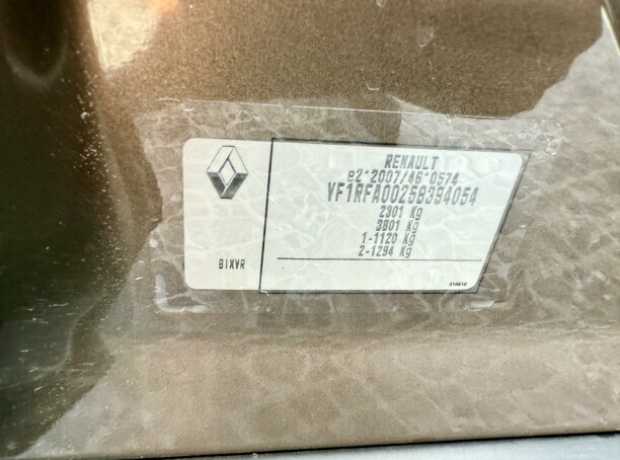 RENAULT
e2*2007/46*0574
VF1RFA00258394054
2301 Kg
3801 Kg
1-1120 Kg
2-1294 Kg
BIXVR